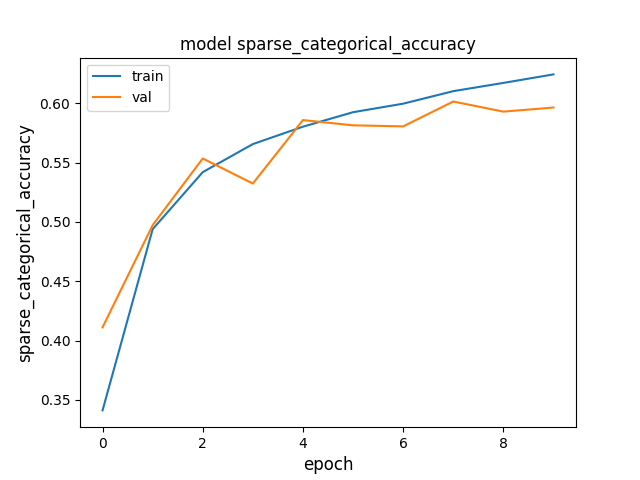 model sparse_categorical_accuracy
train
val
sparse_categorical_accuracy
0.60
0.55
0.50
0.45
0.40
0.35
0
2
4
6
8
epoch